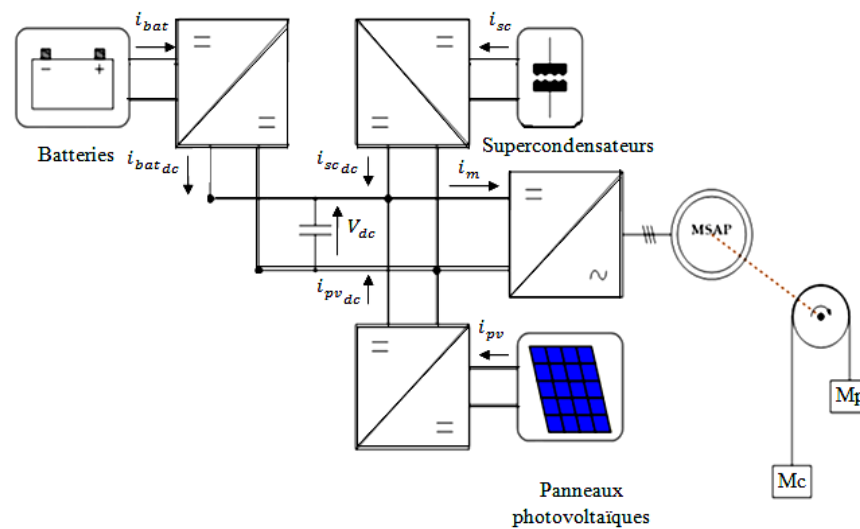 i_bat
i_sc
− +
Batteries
Supercondensateurs
i_bat_dc
i_sc_dc
i_m
V_dc
MSAP
i_pv_dc
i_pv
Mp
Mc
Panneaux
photovoltaïques